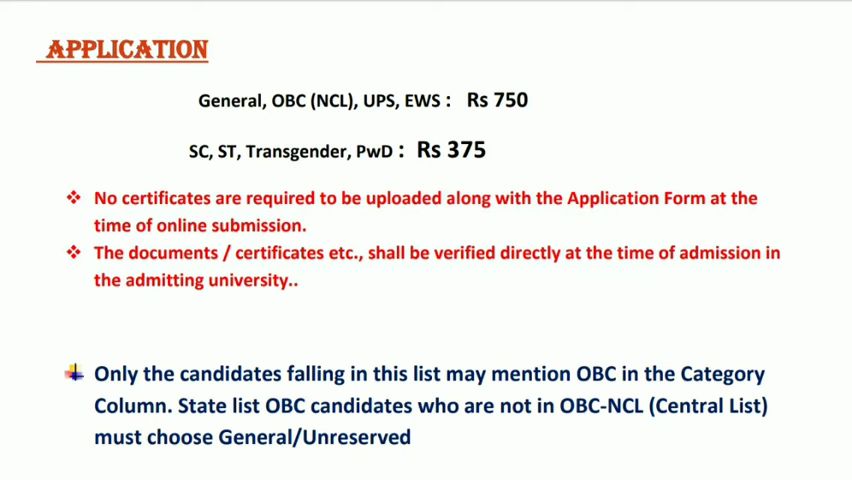 APPLICATION
General, OBC (NCL), UPS, EWS : Rs 750
SC, ST, Transgender, PwD : Rs 375
No certificates are required to be uploaded along with the Application Form at the
time of online submission.
The documents / certificates etc., shall be verified directly at the time of admission in
the admitting university..
Only the candidates falling in this list may mention OBC in the Category
Column. State list OBC candidates who are not in OBC-NCL (Central List)
must choose General/Unreserved